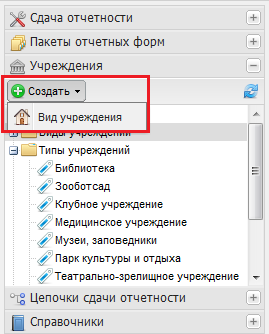 Сдача отчетности
Пакеты отчетных форм
Учреждения
Создать
Вид учреждения
Виды учреждений
Типы учреждений
Библиотека
Зооботсад
Клубное учреждение
Медицинское учреждение
Музеи, заповедники
Парк культуры и отдыха
Театрально-зрелищное учреждение
Цепочки сдачи отчетности
Справочники